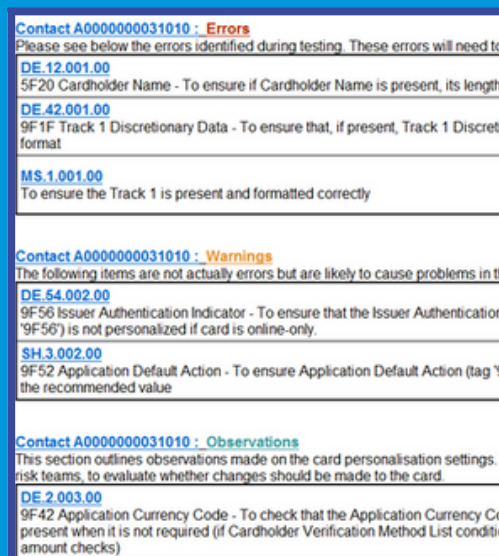 Contact A0000000031010 : Errors
Please see below the errors identified during testing. These errors will need to
DE.12.001.00
5F20 Cardholder Name - To ensure if Cardholder Name is present, its length
DE.42.001.00
9F1F Track 1 Discretionary Data - To ensure that, if present, Track 1 Discreti
format
MS.1.001.00
To ensure the Track 1 is present and formatted correctly
Contact A0000000031010 : Warnings
The following items are not actually errors but are likely to cause problems in th
DE.54.002.00
9F56 Issuer Authentication Indicator - To ensure that the Issuer Authentication
'9F56') is not personalized if card is online-only.
SH.3.002.00
9F52 Application Default Action - To ensure Application Default Action (tag '9
the recommended value
Contact A0000000031010 : Observations
This section outlines observations made on the card personalisation settings.
risk teams, to evaluate whether changes should be made to the card.
DE.2.003.00
9F42 Application Currency Code - To check that the Application Currency Co
present when it is not required (if Cardholder Verification Method List conditi
amount checks)